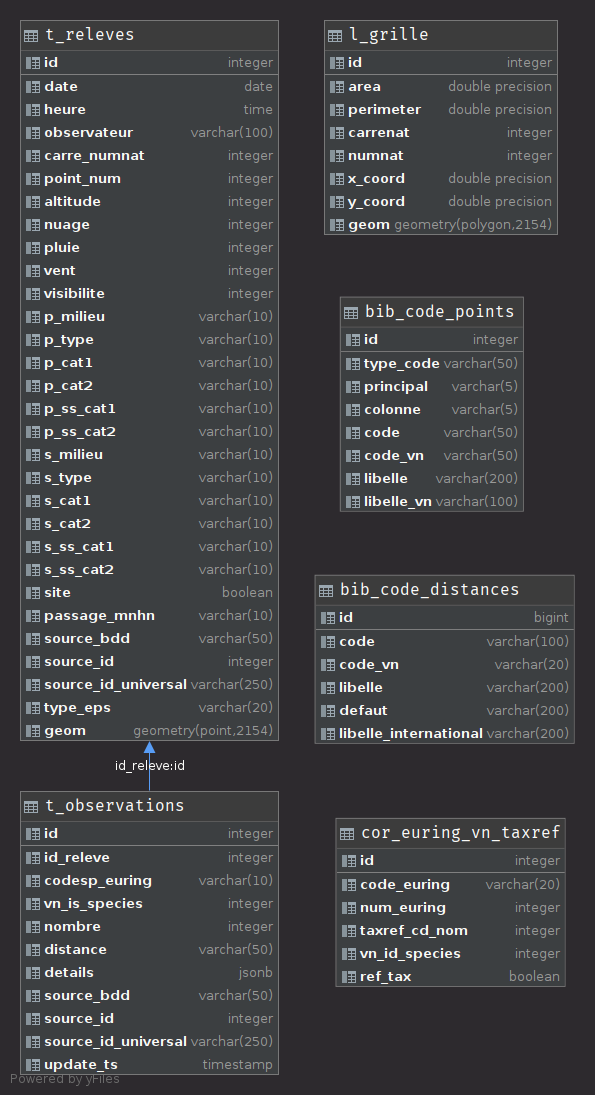 t_releves
id integer
date date
heure time
observateur varchar(100)
carre_numnat integer
point_num integer
altitude integer
nuage integer
pluie integer
vent integer
visibilite integer
p_milieu varchar(10)
p_type varchar(10)
p_cat1 varchar(10)
p_cat2 varchar(10)
p_ss_cat1 varchar(10)
p_ss_cat2 varchar(10)
s_milieu varchar(10)
s_type varchar(10)
s_cat1 varchar(10)
s_cat2 varchar(10)
s_ss_cat1 varchar(10)
s_ss_cat2 varchar(10)
site boolean
passage_mnhn varchar(10)
source_bdd varchar(50)
source_id integer
source_id_universal varchar(250)
type_eps varchar(20)
geom geometry(point,2154)
id_releve:id
t_observations
id integer
id_releve integer
codesp_euring varchar(10)
vn_is_species integer
nombre integer
distance varchar(50)
details jsonb
source_bdd varchar(50)
source_id integer
source_id_universal varchar(250)
update_ts timestamp
Powered by yFiles
l_grille
id integer
area double precision
perimeter double precision
carrenat integer
numnat integer
x_coord double precision
y_coord double precision
geom geometry(polygon,2154)
bib_code_points
id integer
type_code varchar(50)
principal varchar(5)
colonne varchar(5)
code varchar(50)
code_vn varchar(50)
libelle varchar(200)
libelle_vn varchar(100)
bib_code_distances
id bigint
code varchar(100)
code_vn varchar(20)
libelle varchar(200)
defaut varchar(200)
libelle_international varchar(200)
cor_euring_vn_taxref
id integer
code_euring varchar(20)
num_euring integer
taxref_cd_nom integer
vn_id_species integer
ref_tax boolean